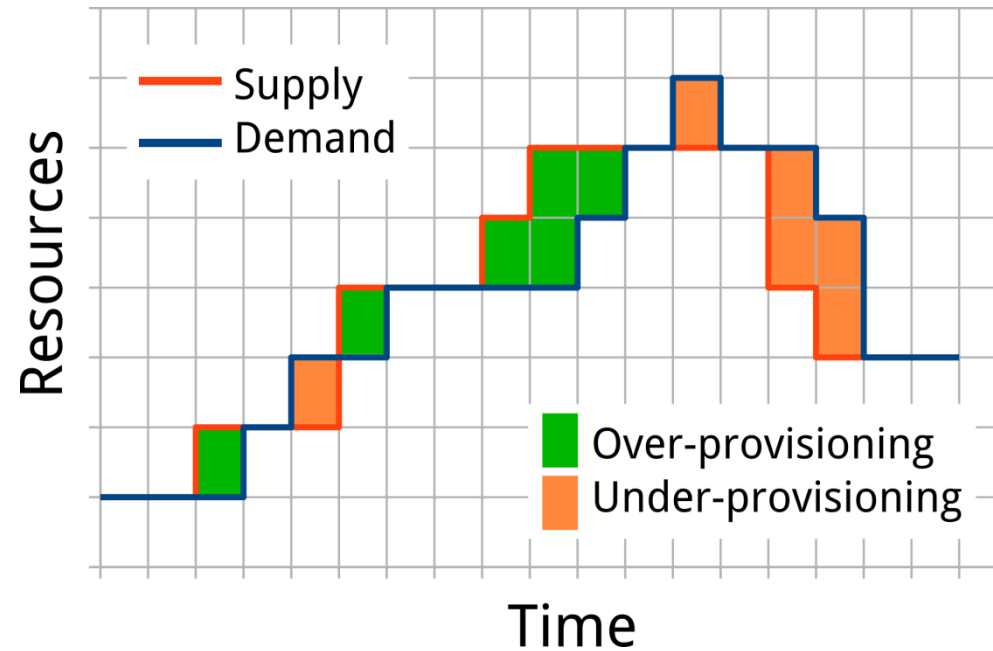 Supply
Demand
Resources
Over-provisioning
Under-provisioning
Time